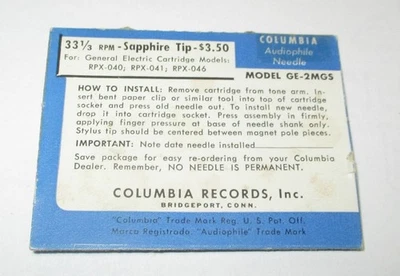 33⅓ RPM -Sapphire Tip-$3.50
For: General Electric Cartridge Models:
RPX-040; RPX-041; RPX-046
COLUMBIA
Audiophile
Needle
MODEL GE-2MGS
HOW TO INSTALL: Remove cartridge from tone arm. In-
sert bent paper clip or similar tool into top of cartridge
socket and press old needle out. To install new needle,
drop it into cartridge socket. Press assembly in firmly,
applying finger pressure at base of needle shank only.
Stylus tip should be centered between magnet pole pieces.
IMPORTANT: Note date needle installed
Save package for easy re-ordering from your Columbia
Dealer. Remember, NO NEEDLE IS PERMANENT.
COLUMBIA RECORDS, Inc.
BRIDGEPORT, CONN.
"Columbia" Trade Mark Reg. U. S. Pat. Off.
Marca Registrada. "Audiophile" Trade Mark